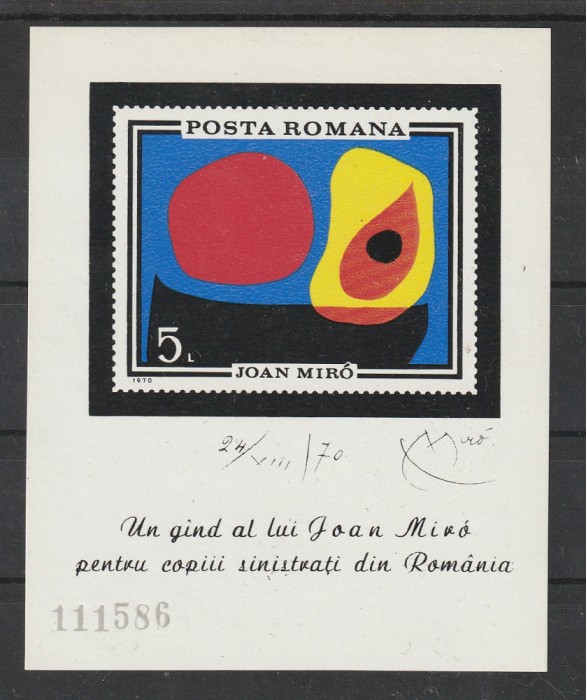 POSTA ROMANA
5L
JOAN MIRÓ
1970
24/VIII/70 Miró.
Un gînd al lui Joan Miró
pentru copiii sinistrați din România
111586